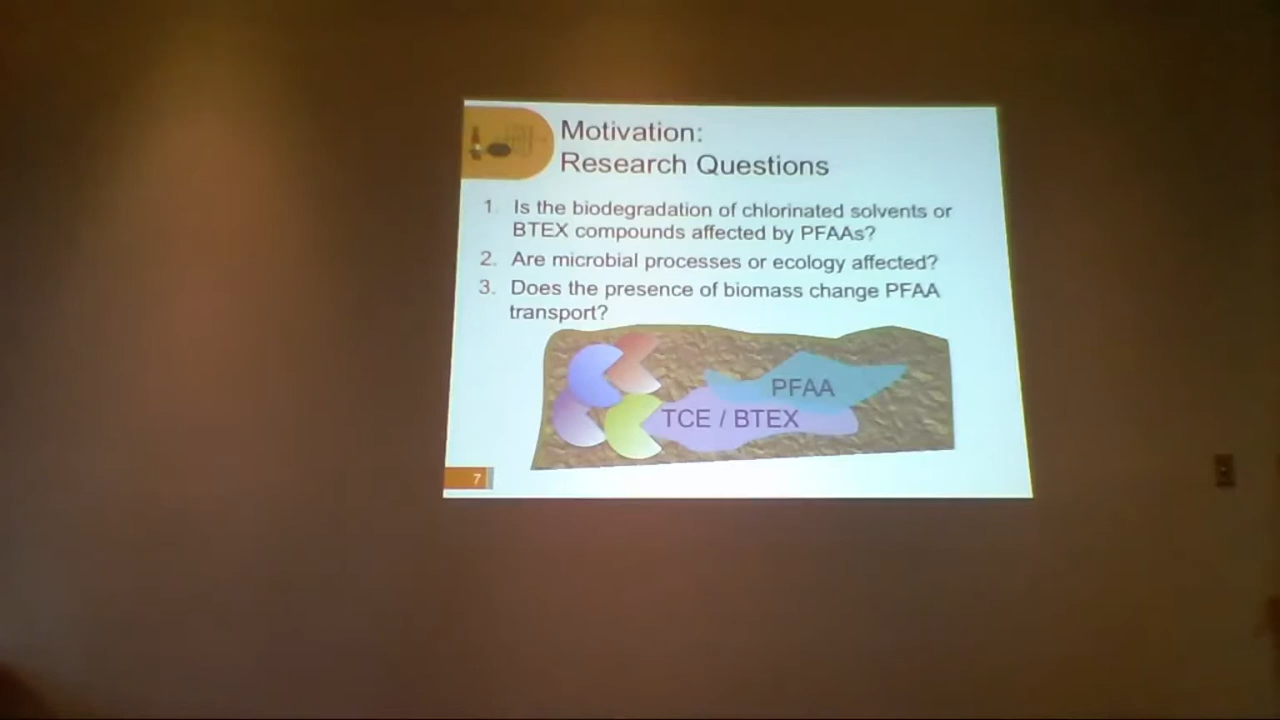 Motivation:
Research Questions
1. Is the biodegradation of chlorinated solvents or
BTEX compounds affected by PFAAs?
2. Are microbial processes or ecology affected?
3. Does the presence of biomass change PFAA
transport?
PFAA
TCE / BTEX
7